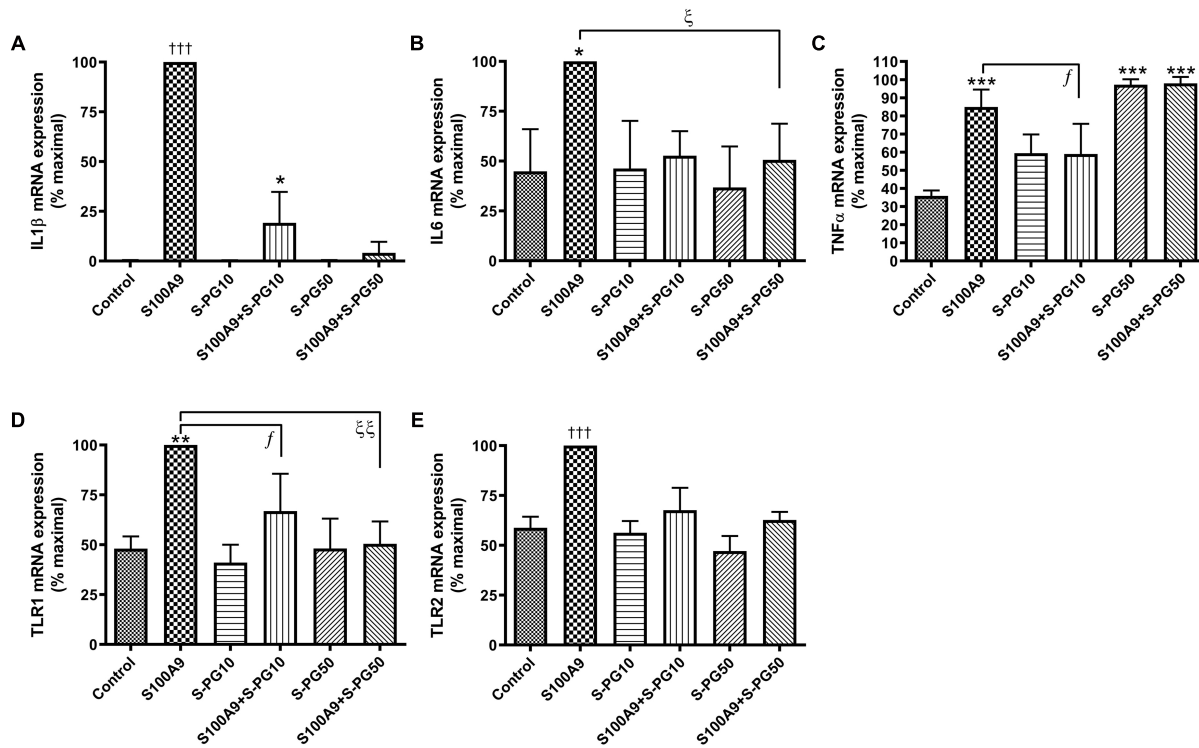 A
IL1β mRNA expression
(% maximal)
100
75
50
25
0
†††
*
Control
S100A9
S-PG10
S100A9+S-PG10
S-PG50
S100A9+S-PG50
B
IL6 mRNA expression
(% maximal)
100
75
50
25
0
*
ξ
Control
S100A9
S-PG10
S100A9+S-PG10
S-PG50
S100A9+S-PG50
C
TNFα mRNA expression
(% maximal)
110
100
90
80
70
60
50
40
30
20
10
0
***
f
***
***
Control
S100A9
S-PG10
S100A9+S-PG10
S-PG50
S100A9+S-PG50
D
TLR1 mRNA expression
(% maximal)
100
75
50
25
0
**
f
ξξ
Control
S100A9
S-PG10
S100A9+S-PG10
S-PG50
S100A9+S-PG50
E
TLR2 mRNA expression
(% maximal)
100
75
50
25
0
†††
Control
S100A9
S-PG10
S100A9+S-PG10
S-PG50
S100A9+S-PG50